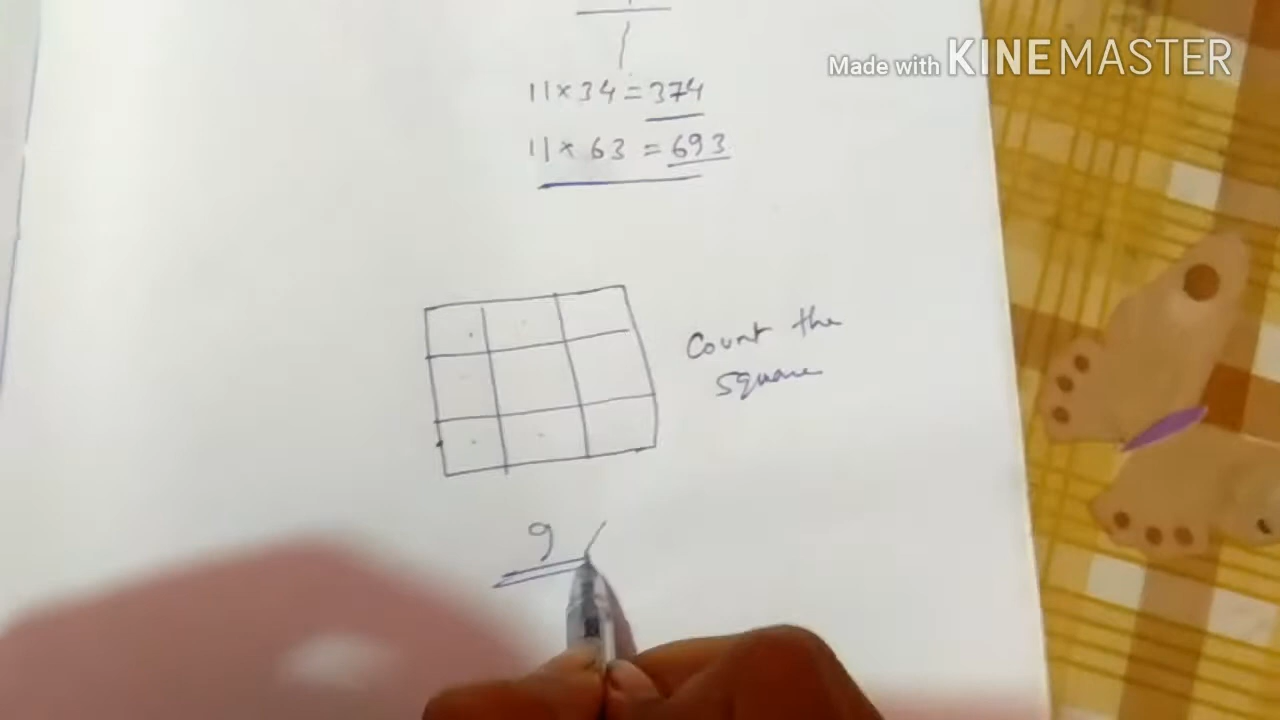 Made with KINEMASTER
11 × 34 = 374
11 × 63 = 693
Count the
square
9